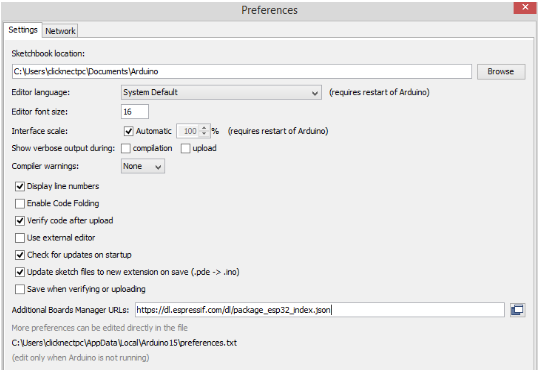 Preferences
Settings Network
Sketchbook location:
C:\Users\clicknectpc\Documents\Arduino Browse
Editor language: System Default (requires restart of Arduino)
Editor font size: 16
Interface scale: Automatic 100 % (requires restart of Arduino)
Show verbose output during: compilation upload
Compiler warnings: None
Display line numbers
Enable Code Folding
Verify code after upload
Use external editor
Check for updates on startup
Update sketch files to new extension on save (.pde -> .ino)
Save when verifying or uploading
Additional Boards Manager URLs: https://dl.espressif.com/dl/package_esp32_index.json
More preferences can be edited directly in the file
C:\Users\clicknectpc\AppData\Local\Arduino15\preferences.txt
(edit only when Arduino is not running)